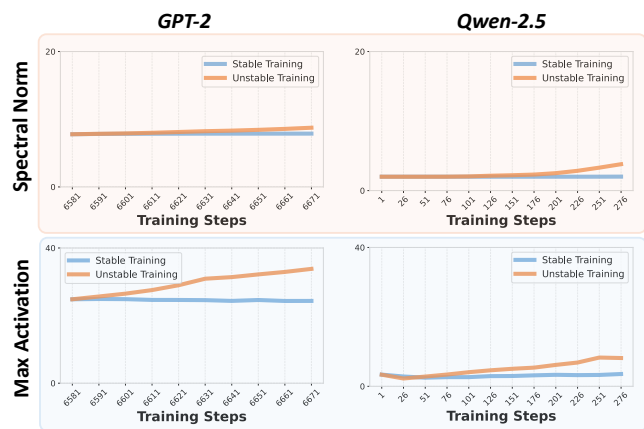 GPT-2
Qwen-2.5
Spectral Norm
20
0
Stable Training
Unstable Training
6581 6591 6601 6611 6621 6631 6641 6651 6661 6671
Training Steps
20
0
Stable Training
Unstable Training
1 26 51 76 101 126 151 176 201 226 251 276
Training Steps
Max Activation
40
0
Stable Training
Unstable Training
6581 6591 6601 6611 6621 6631 6641 6651 6661 6671
Training Steps
40
0
Stable Training
Unstable Training
1 26 51 76 101 126 151 176 201 226 251 276
Training Steps